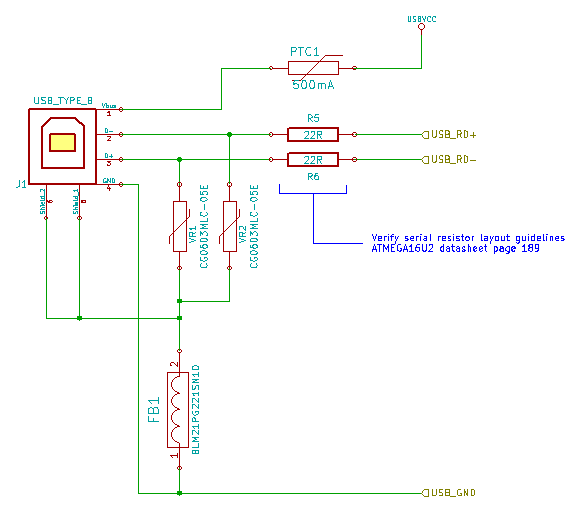 USBVCC
PTC1
500mA
USB_TYPE_B
Vbus
1
D-
2
D+
3
GND
4
J1
Shield_2
6
Shield_1
5
R5
22R
USB_RD+
22R
USB_RD-
R6
VR1
CG0603MLC-05E
VR2
CG0603MLC-05E
Verify serial resistor layout guidelines
ATMEGA16U2 datasheet page 189
2
FB1
BLM21PG221SN1D
1
USB_GND